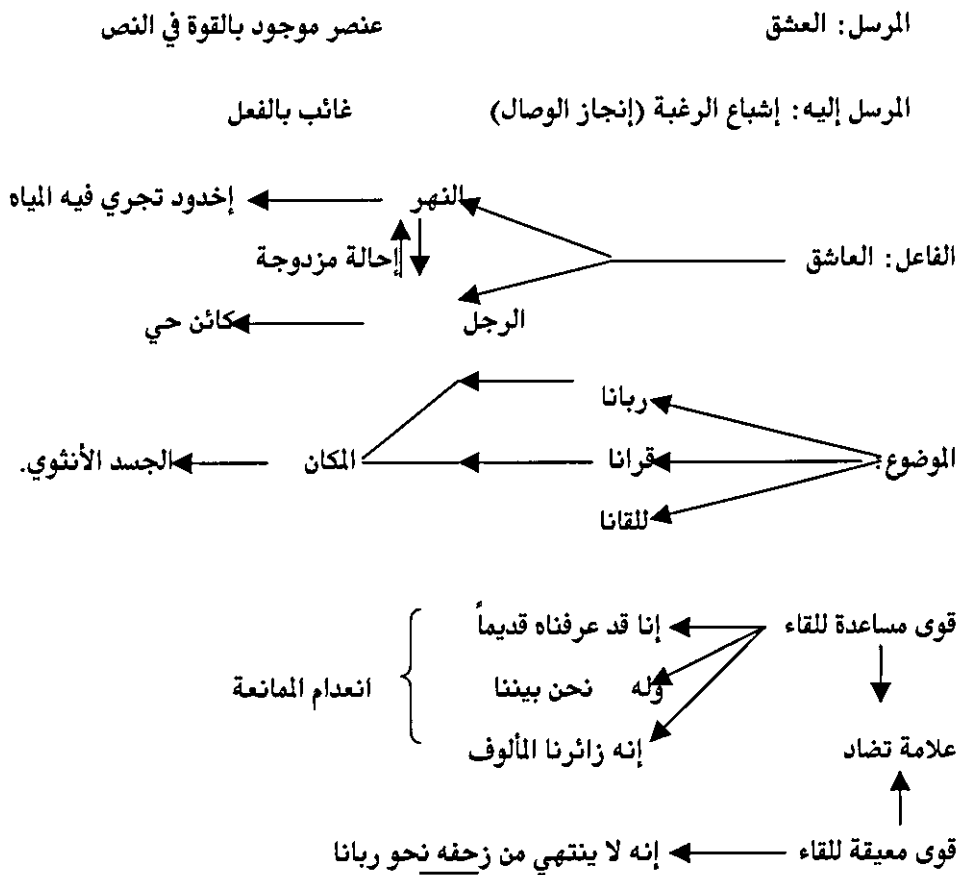 المرسل: العشق عنصر موجود بالقوة في النص
المرسل إليه: إشباع الرغبة (إنجاز الوصال) غائب بالفعل
النهر إخدود تجري فيه المياه
الفاعل: العاشق إحالة مزدوجة
الرجل كائن حي
ربانا
الموضوع: قرانا المكان الجسد الأنثوي.
للقانا
قوى مساعدة للقاء إنا قد عرفناه قديماً
وله نحن بيننا انعدام الممانعة
علامة تضاد إنه زائرنا المألوف
قوى معيقة للقاء إنه لا ينتهي من زحفه نحو ربانا